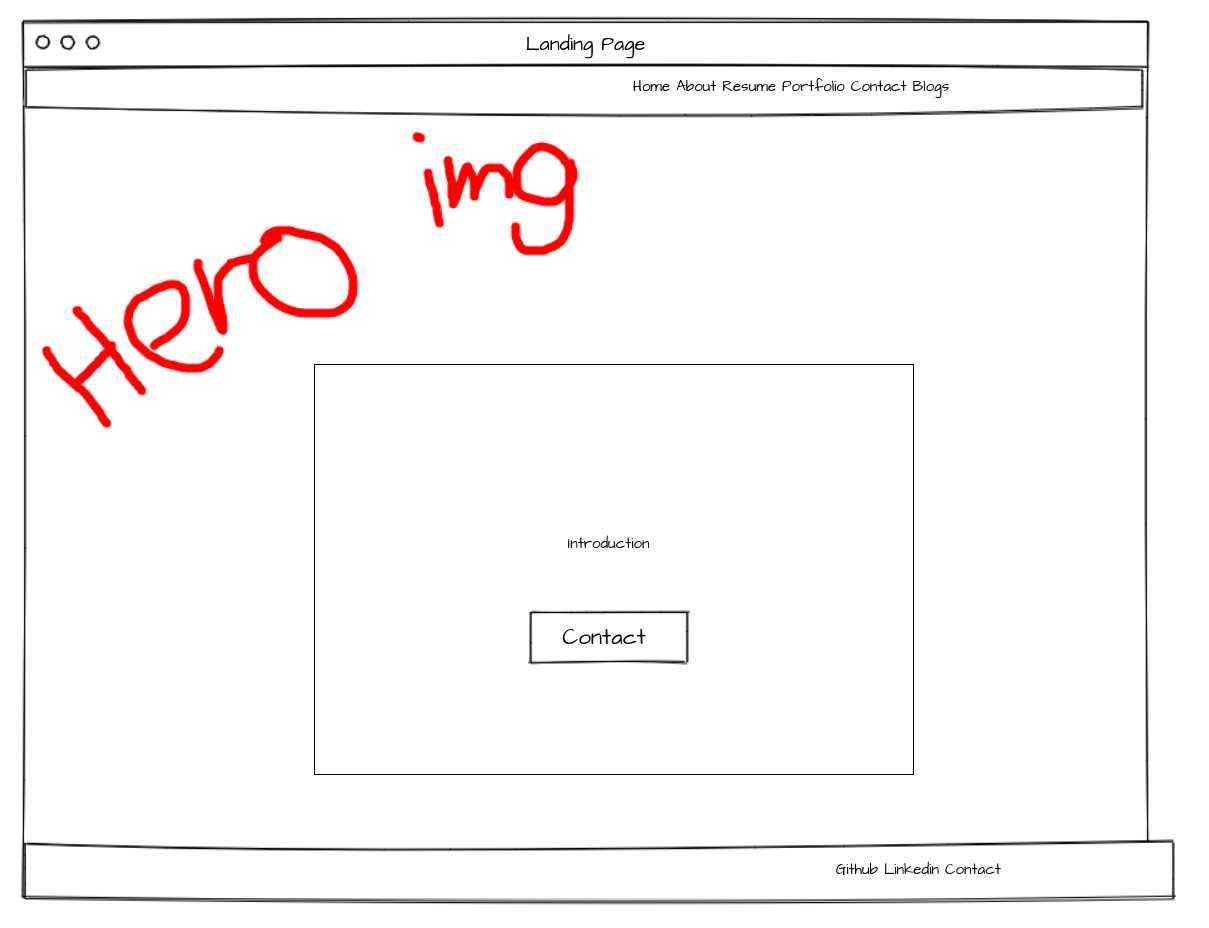 Landing Page
Home About Resume Portfolio Contact Blogs
img
Hero
Introduction
Contact
Github Linkedin Contact